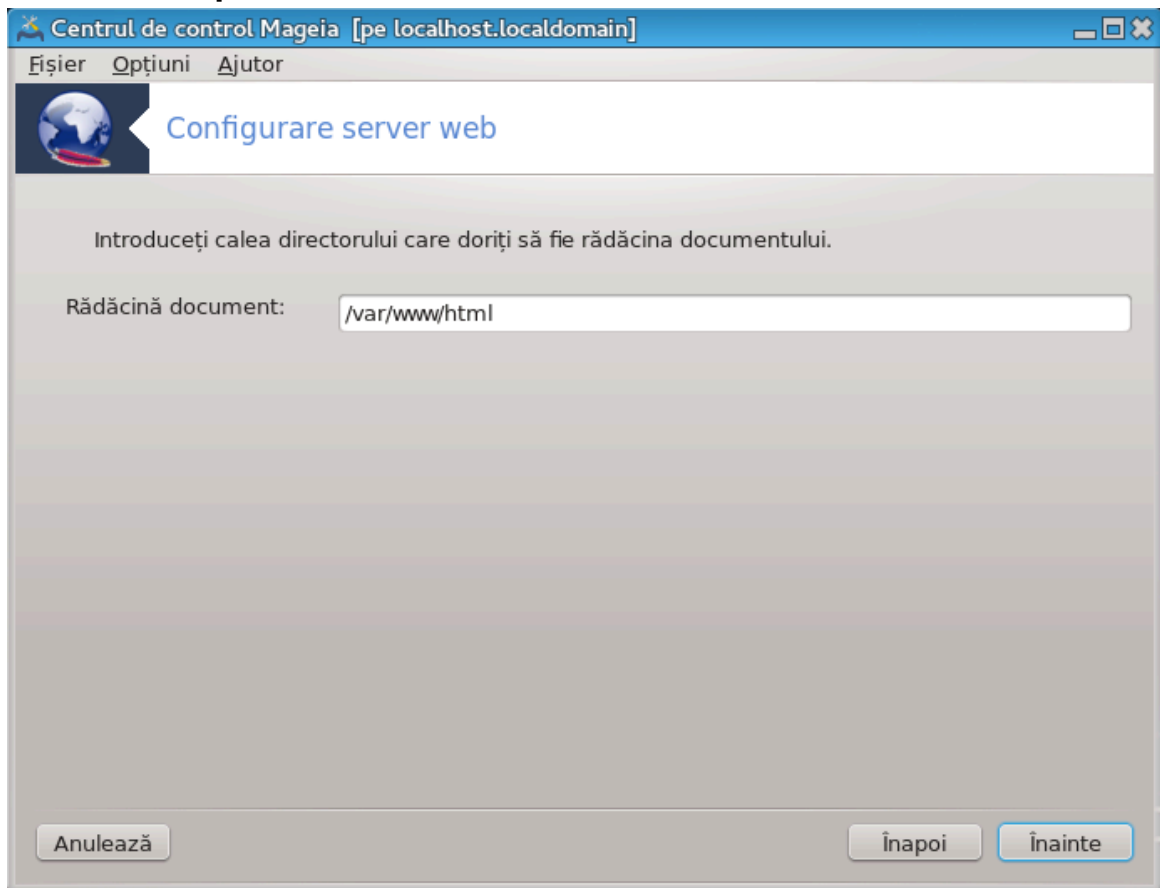 Centrul de control Mageia [pe localhost.localdomain]
Fișier Opțiuni Ajutor
Configurare server web
Introduceți calea directorului care doriți să fie rădăcina documentului.
Rădăcină document: /var/www/html
Anulează Înapoi Înainte